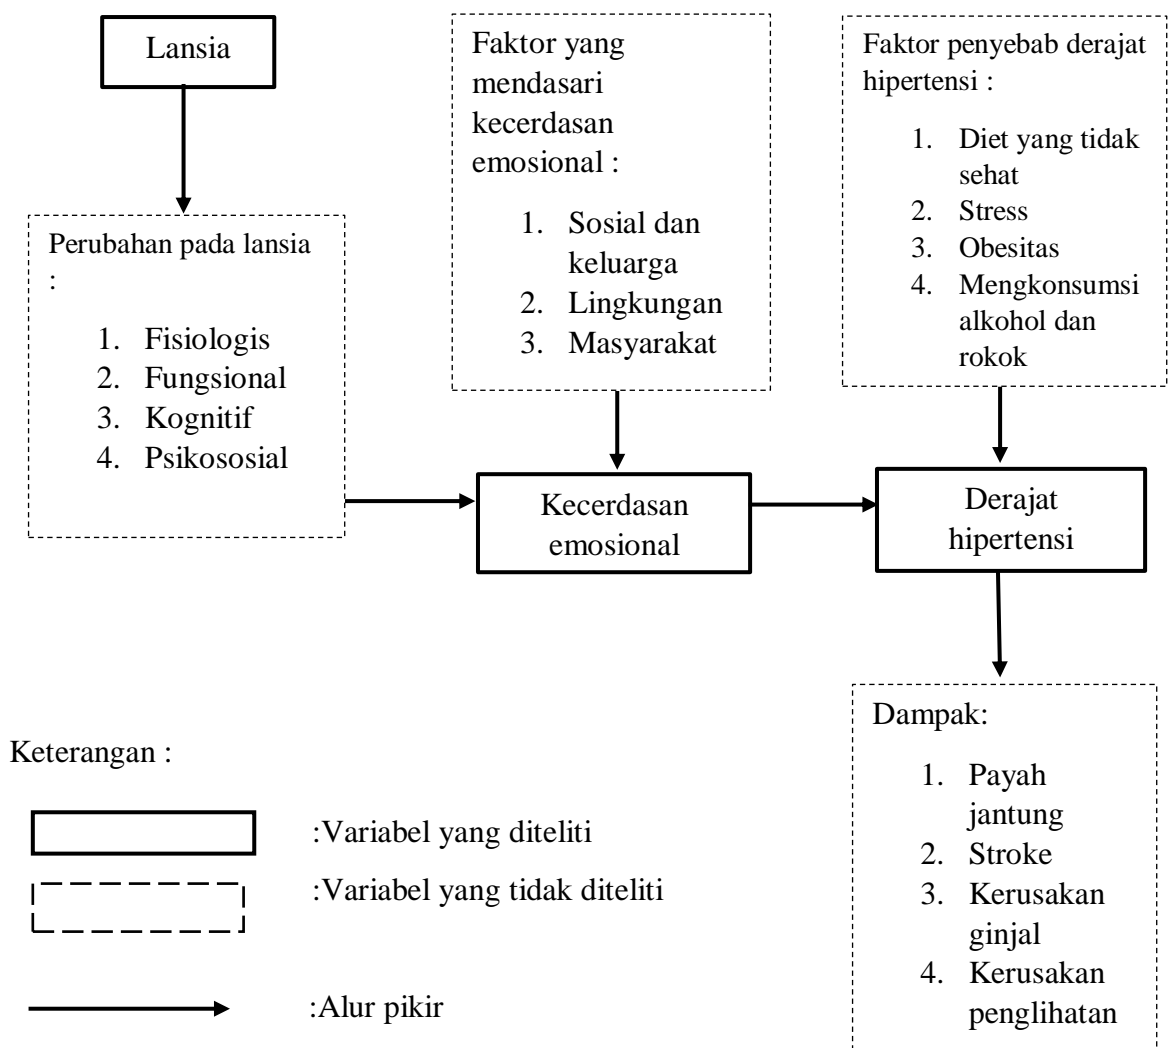 Lansia
Perubahan pada lansia
:
1. Fisiologis
2. Fungsional
3. Kognitif
4. Psikososial
Faktor yang
mendasari
kecerdasan
emosional :
1. Sosial dan
keluarga
2. Lingkungan
3. Masyarakat
Faktor penyebab derajat
hipertensi :
1. Diet yang tidak
sehat
2. Stress
3. Obesitas
4. Mengkonsumsi
alkohol dan
rokok
Kecerdasan
emosional
Derajat
hipertensi
Dampak:
1. Payah
jantung
2. Stroke
3. Kerusakan
ginjal
4. Kerusakan
penglihatan
Keterangan :
:Variabel yang diteliti
:Variabel yang tidak diteliti
:Alur pikir